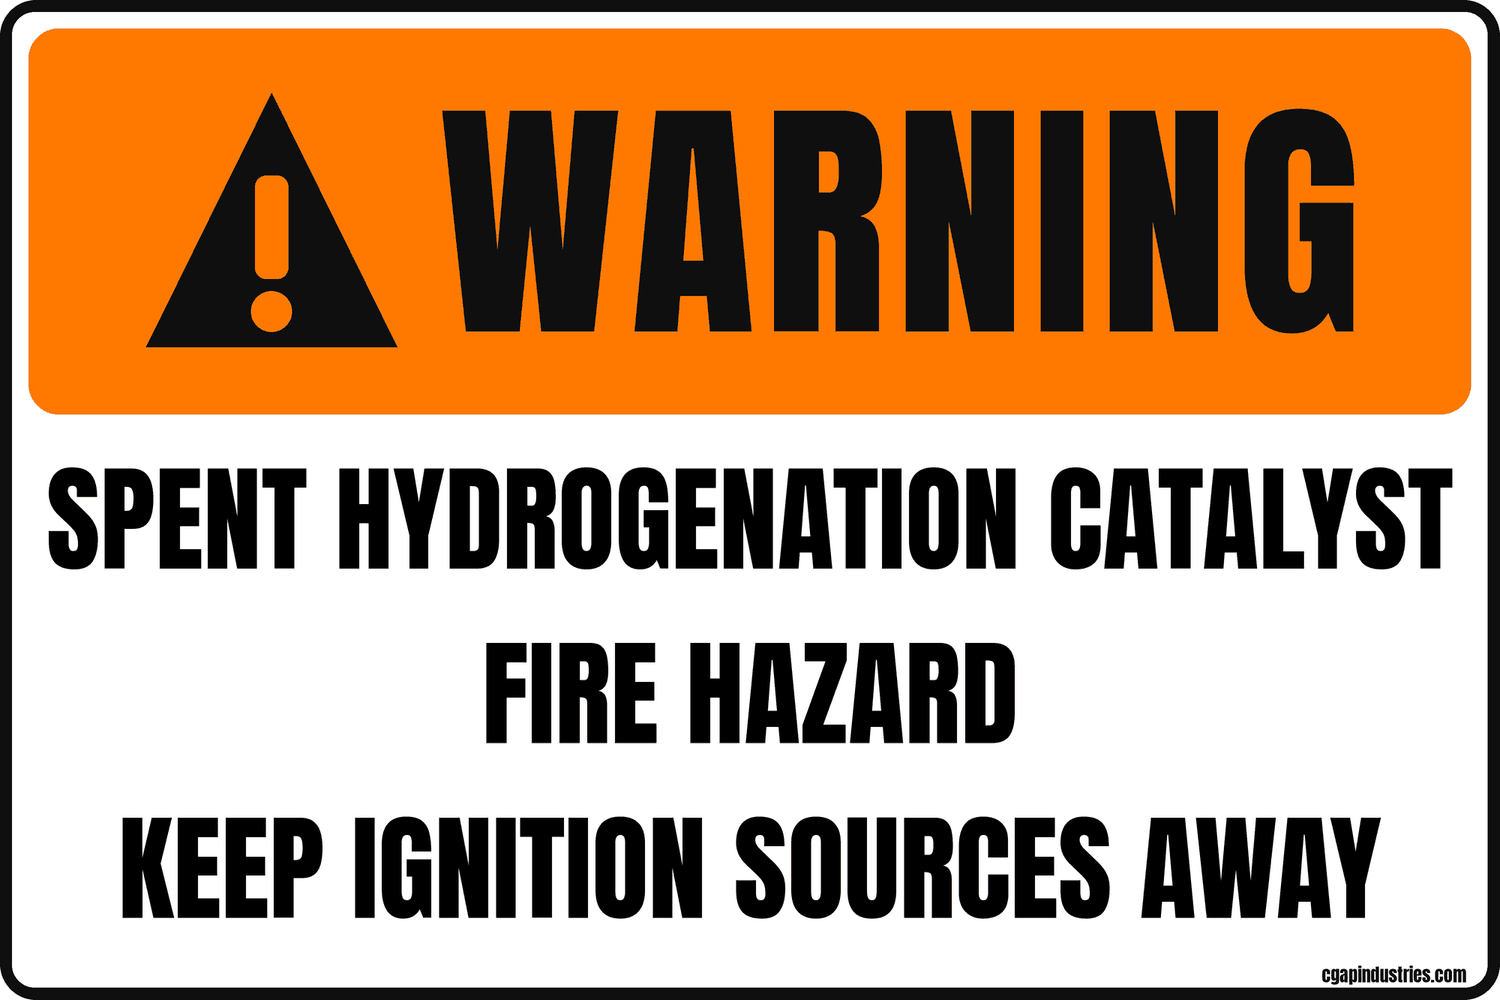 WARNING
SPENT HYDROGENATION CATALYST
FIRE HAZARD
KEEP IGNITION SOURCES AWAY
cgapindustries.com